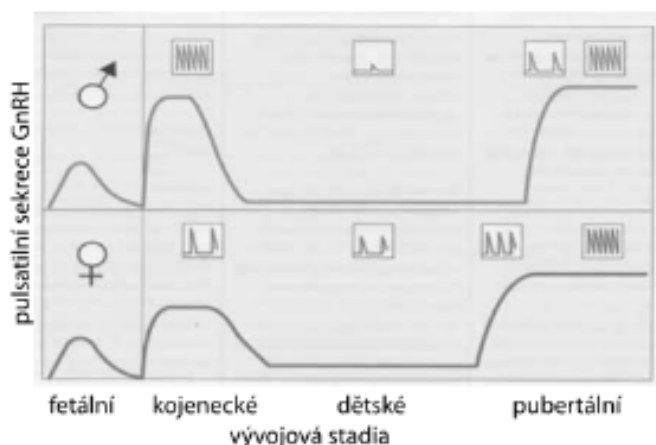 pulsatilní sekrece GnRH
fetální kojenecké dětské pubertální
vývojová stadia